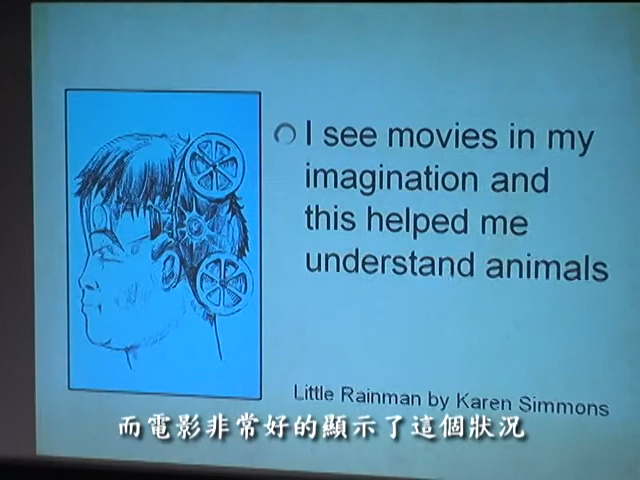 I see movies in my
imagination and
this helped me
understand animals
Little Rainman by Karen Simmons
而電影非常好的顯示了這個狀況